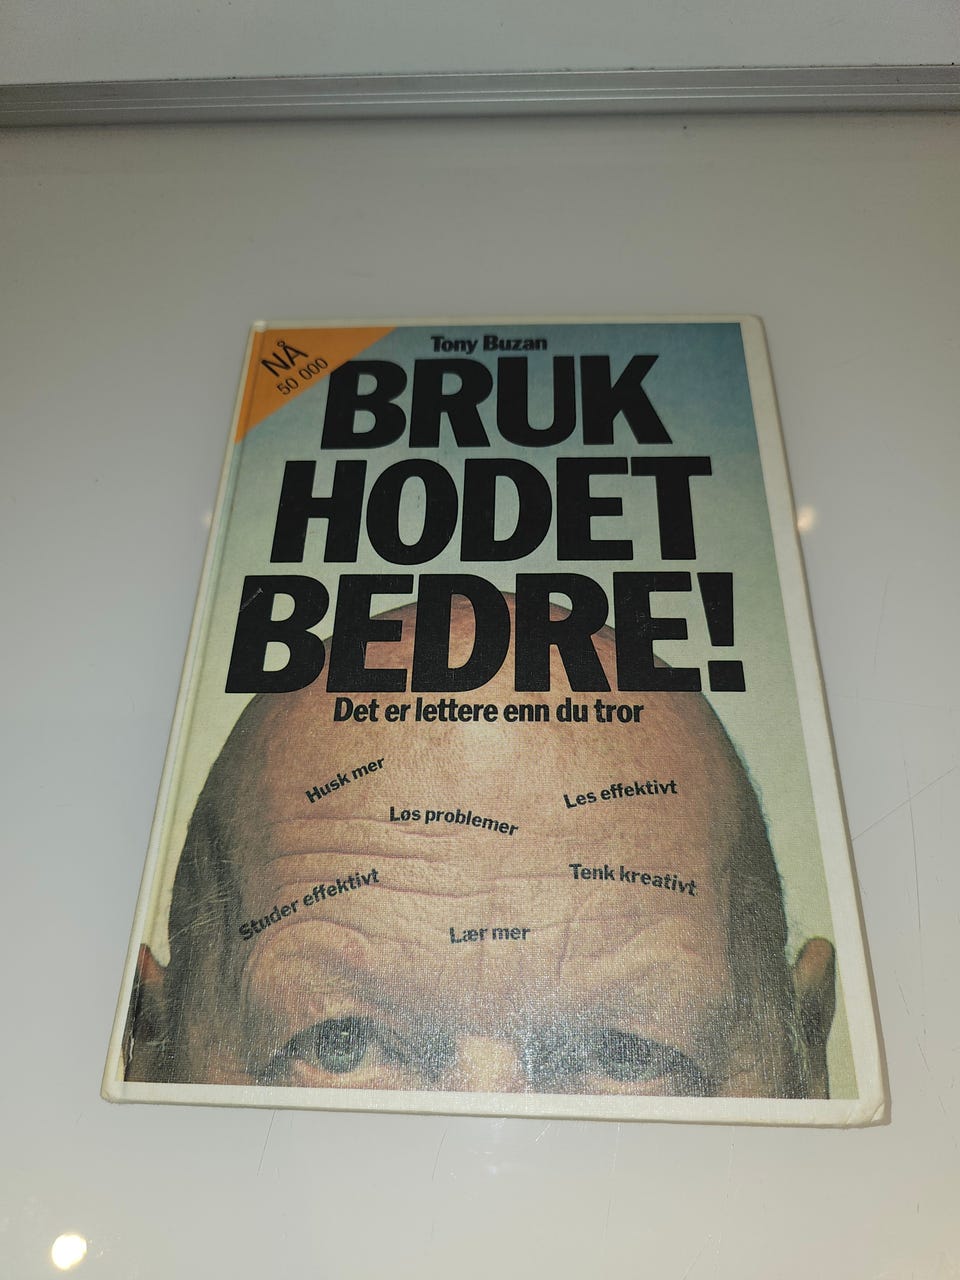 NÅ
50 000
Tony Buzan
BRUK
HODET
BEDRE!
Det er lettere enn du tror
Husk mer
Løs problemer
Les effektivt
Studer effektivt
Tenk kreativt
Lær mer